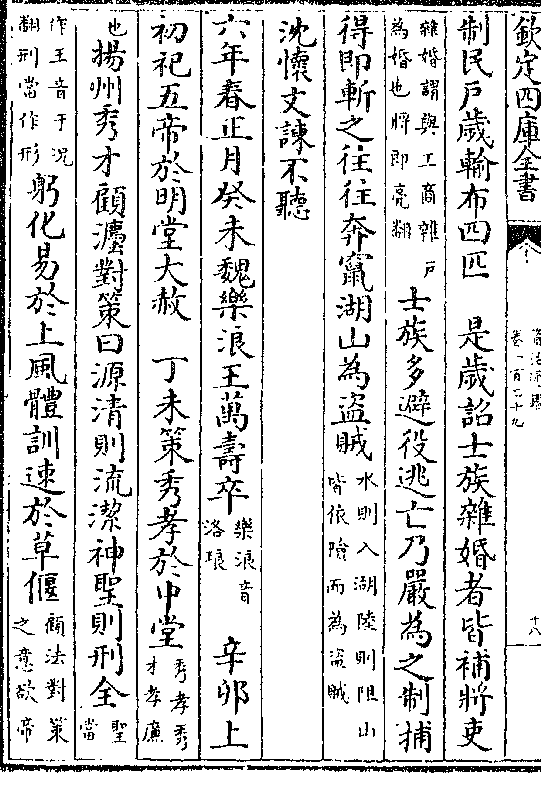 欽定四庫全書
資治通鑑
卷一百二十九
十八
制民戶歲輸布四匹 是歲詔士族雜婚者皆補將吏
雜婚謂與工商雜戶
為婚也將即亮翻
士族多避役逃亡乃嚴為之制捕
得即斬之往往奔竄湖山為盗賊
水則入湖陸則阻山
皆依險而為盗賊
沈懷文諫不聽
六年春正月癸未魏樂浪王萬壽卒
樂浪音
洛琅
辛卯上
初祀五帝於明堂大赦 丁未策秀孝於中堂
秀孝秀
才孝廉
也
揚州秀才顧灋對策曰源清則流潔神聖則刑全
聖
當
作王音于况
翻刑當作形
躬化易於上風體訓速於草偃
顧法對策
之意欲帝